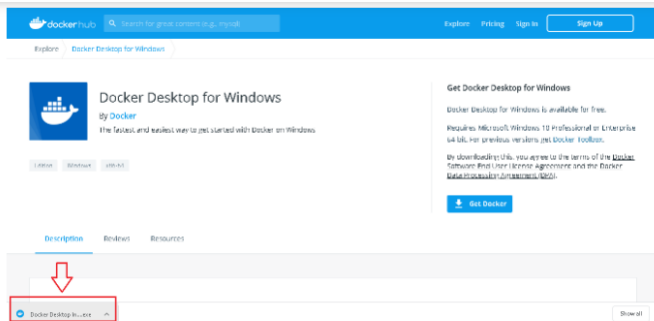 dockerhub
Search for great content (e.g., mysql)
Explore Pricing Sign In Sign Up
Explore Docker Desktop for Windows
Docker Desktop for Windows
By Docker
The fastest and easiest way to get started with Docker on Windows
Edition Windows x86-64
Get Docker Desktop for Windows
Docker Desktop for Windows is available for free.
Requires Microsoft Windows 10 Professional or Enterprise
64-bit. For previous versions get Docker Toolbox.
By downloading this, you agree to the terms of the Docker
Software End User License Agreement and the Docker
Data Processing Agreement (DPA).
Get Docker
Description Reviews Resources
Docker Desktop In....exe
Show all